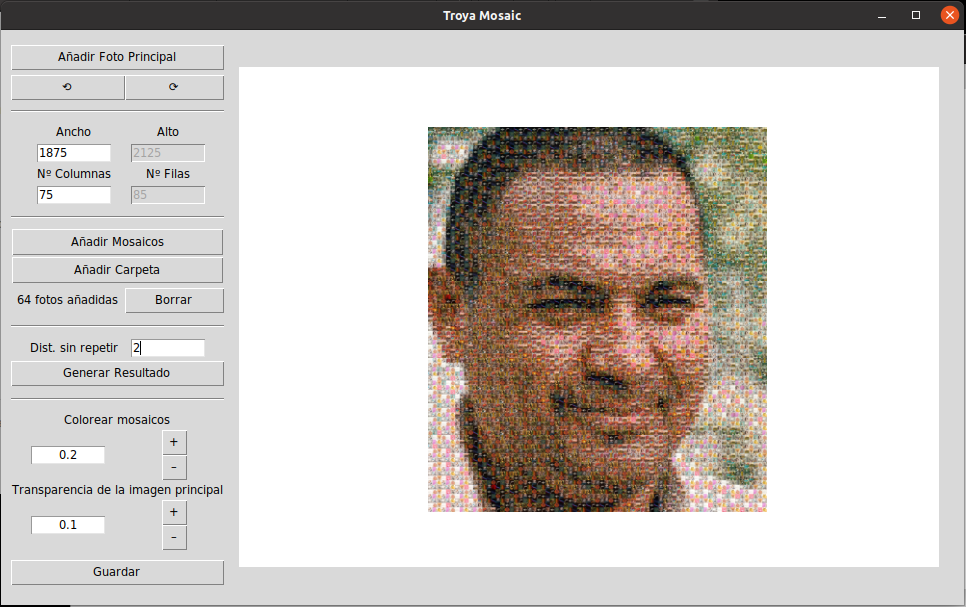 Troya Mosaic
Añadir Foto Principal
⟲ ⟳
Ancho Alto
1875 2125
Nº Columnas Nº Filas
75 85
Añadir Mosaicos
Añadir Carpeta
64 fotos añadidas Borrar
Dist. sin repetir 2
Generar Resultado
Colorear mosaicos
+
0.2
-
Transparencia de la imagen principal
+
0.1
-
Guardar